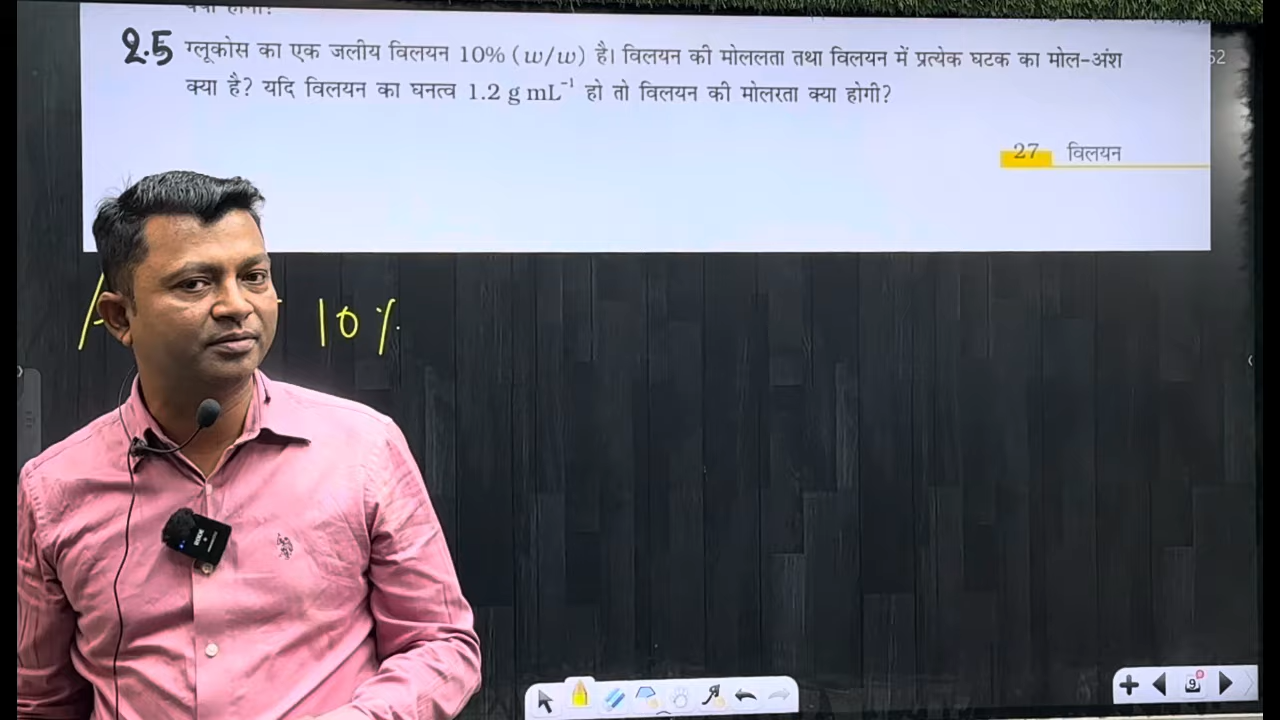 2.5 ग्लूकोस का एक जलीय विलयन 10% (w/w) है। विलयन की मोललता तथा विलयन में प्रत्येक घटक का मोल-अंश
क्या है? यदि विलयन का घनत्व 1.2 g mL⁻¹ हो तो विलयन की मोलरता क्या होगी?
27 विलयन
10%